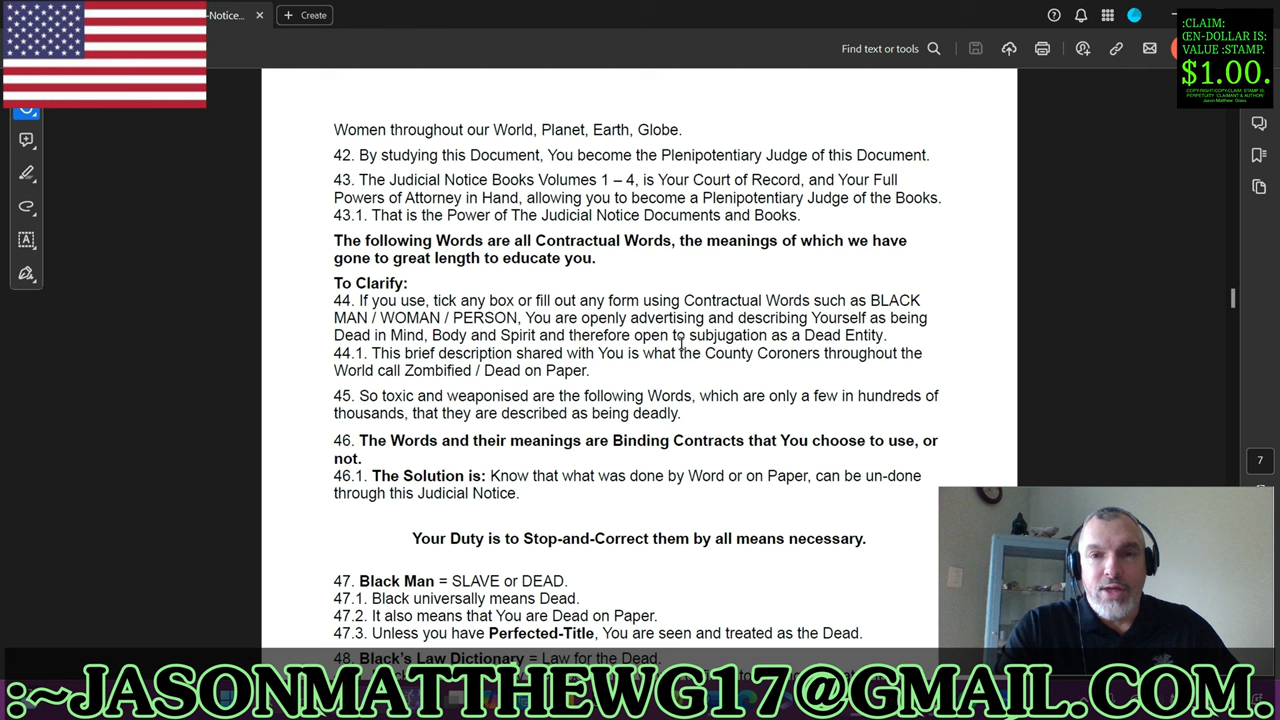 -Notice...
Create
Find text or tools
:CLAIM:
ŒN-DOLLAR IS:
VALUE :STAMP.
$1.00.
Women throughout our World, Planet, Earth, Globe.
42. By studying this Document, You become the Plenipotentiary Judge of this Document.
43. The Judicial Notice Books Volumes 1 – 4, is Your Court of Record, and Your Full
Powers of Attorney in Hand, allowing you to become a Plenipotentiary Judge of the Books.
43.1. That is the Power of The Judicial Notice Documents and Books.
The following Words are all Contractual Words, the meanings of which we have
gone to great length to educate you.
To Clarify:
44. If you use, tick any box or fill out any form using Contractual Words such as BLACK
MAN / WOMAN / PERSON, You are openly advertising and describing Yourself as being
Dead in Mind, Body and Spirit and therefore open to subjugation as a Dead Entity.
44.1. This brief description shared with You is what the County Coroners throughout the
World call Zombified / Dead on Paper.
45. So toxic and weaponised are the following Words, which are only a few in hundreds of
thousands, that they are described as being deadly.
46. The Words and their meanings are Binding Contracts that You choose to use, or
not.
46.1. The Solution is: Know that what was done by Word or on Paper, can be un-done
through this Judicial Notice.
Your Duty is to Stop-and-Correct them by all means necessary.
47. Black Man = SLAVE or DEAD.
47.1. Black universally means Dead.
47.2. It also means that You are Dead on Paper.
47.3. Unless you have Perfected-Title, You are seen and treated as the Dead.
48. Black's Law Dictionary = Law for the Dead.
7
:~JASONMATTHEWG17@GMAIL.COM.